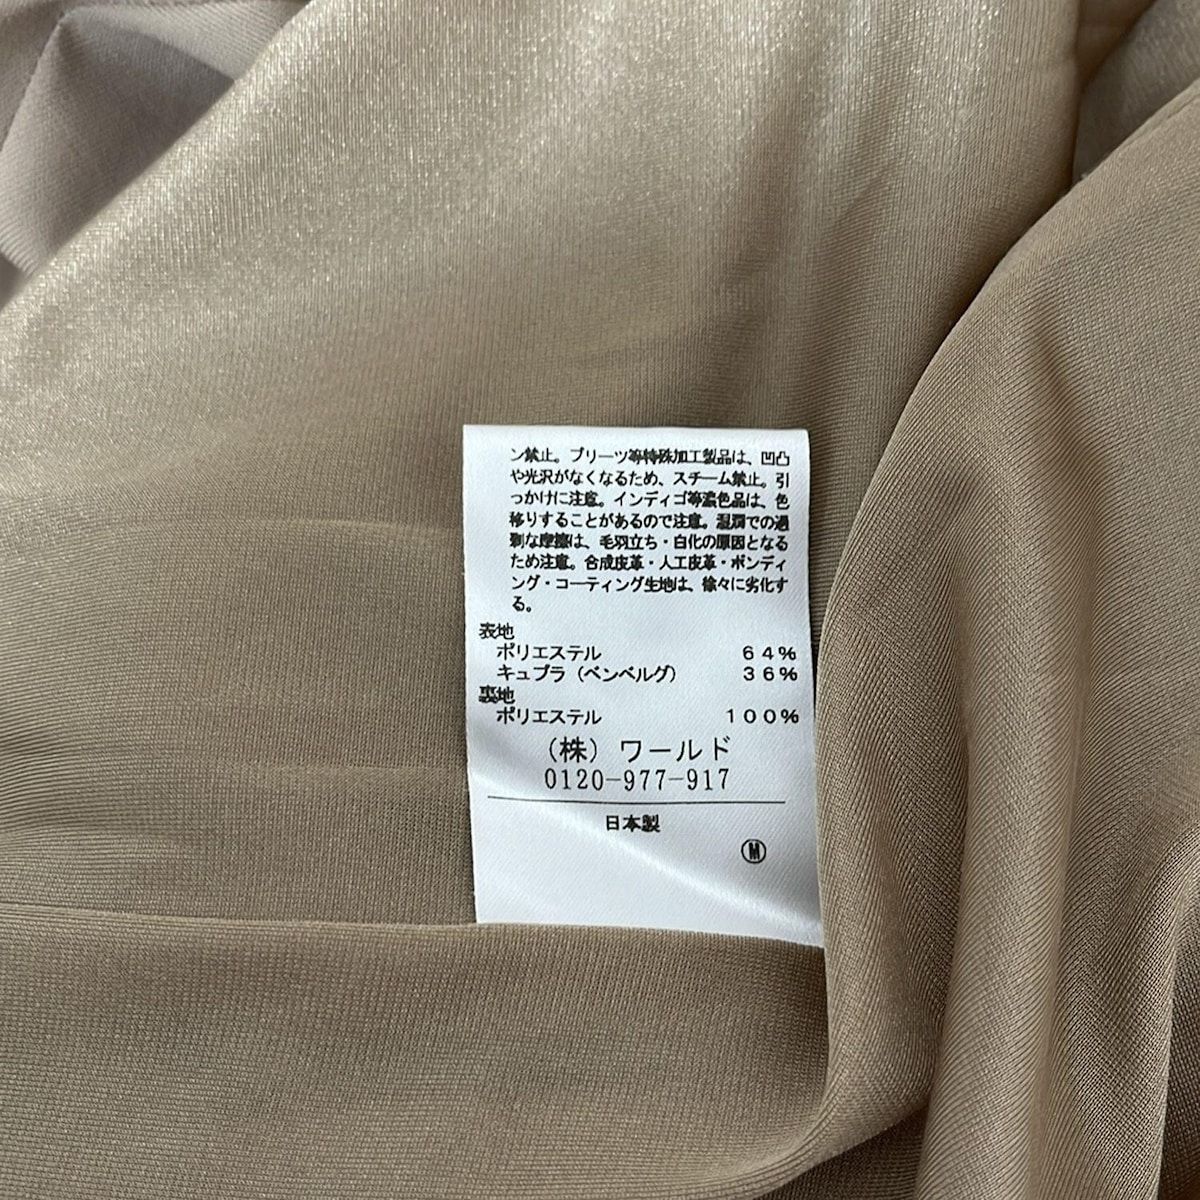 ン禁止。プリーツ等特殊加工製品は、凹凸
や光沢がなくなるため、スチーム禁止。引
っかけに注意。インディゴ等濃色品は、色
移りすることがあるので注意。湿潤での過
剰な摩擦は、毛羽立ち・白化の原因となる
ため注意。合成皮革・人工皮革・ボンディ
ング・コーティング生地は、徐々に劣化す
る。
表地
ポリエステル 64%
キュプラ（ベンベルグ） 36%
裏地
ポリエステル 100%
（株）ワールド
0120-977-917
日本製
Ⓜ